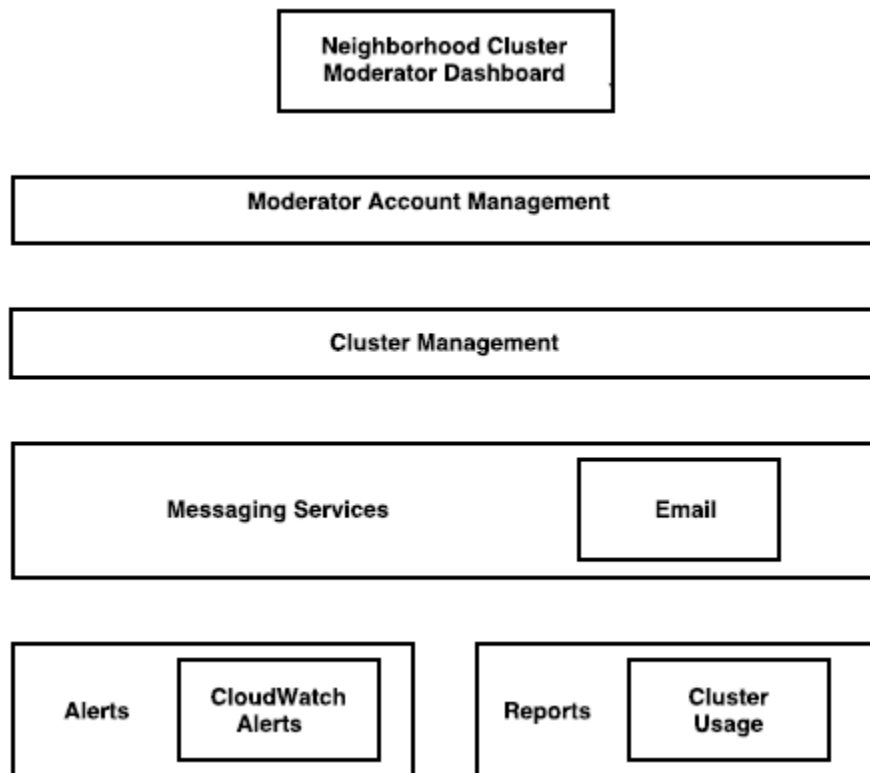 Neighborhood Cluster
Moderator Dashboard
Moderator Account Management
Cluster Management
Messaging Services
Email
Alerts
CloudWatch
Alerts
Reports
Cluster
Usage